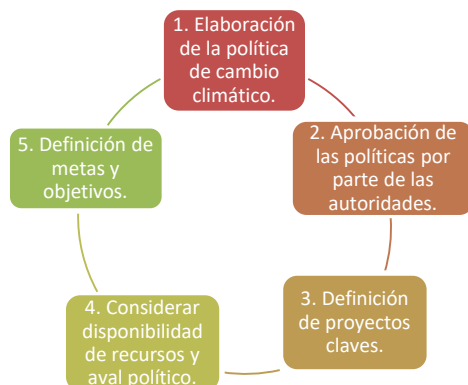 1. Elaboración
de la política
de cambio
climático.
2. Aprobación de
las políticas por
parte de las
autoridades.
3. Definición
de proyectos
claves.
4. Considerar
disponibilidad
de recursos y
aval político.
5. Definición de
metas y
objetivos.